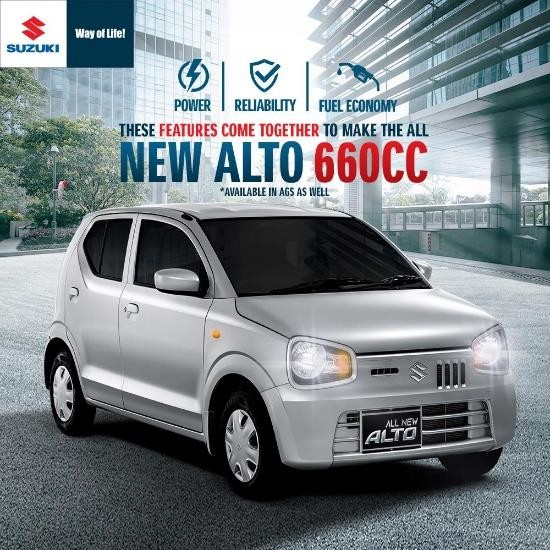 SUZUKI
Way of Life!
POWER
RELIABILITY
FUEL ECONOMY
THESE FEATURES COME TOGETHER TO MAKE THE ALL
NEW ALTO 660CC
*AVAILABLE IN AGS AS WELL
ALL NEW
ALTO